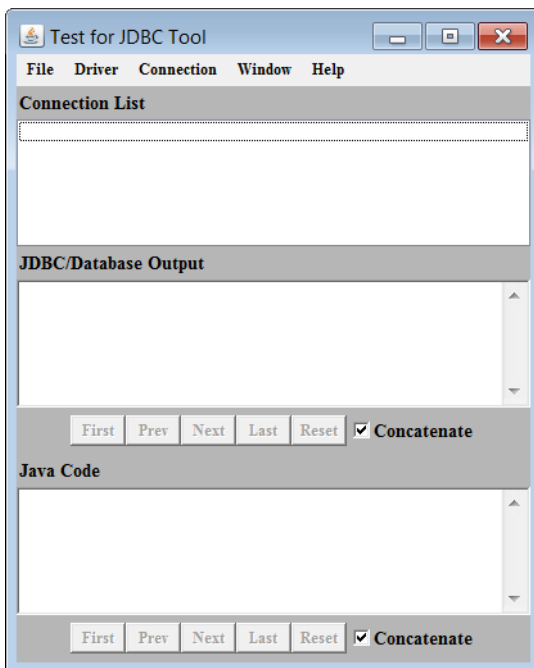 Test for JDBC Tool
File Driver Connection Window Help
Connection List
JDBC/Database Output
First Prev Next Last Reset Concatenate
Java Code
First Prev Next Last Reset Concatenate